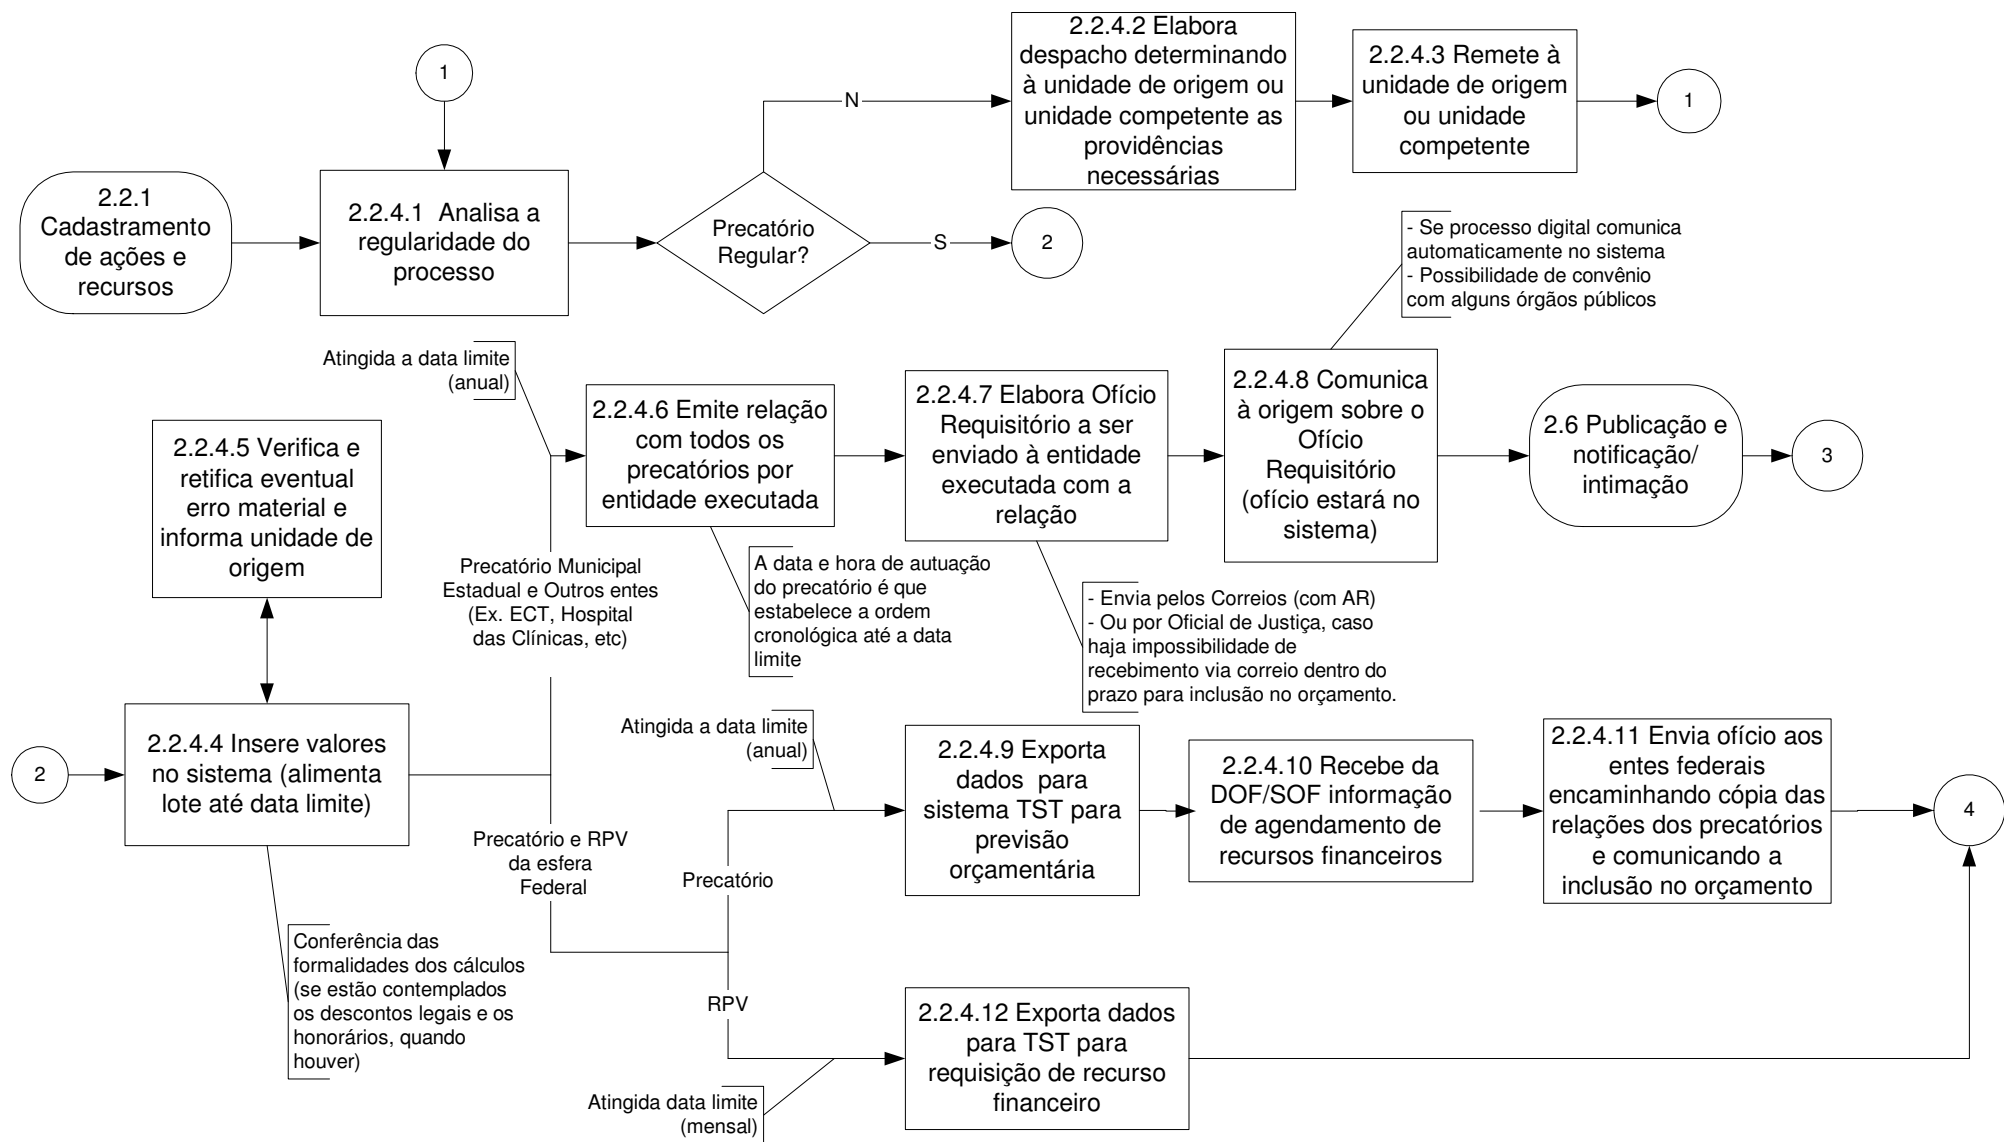 1
2.2.4.2 Elabora
despacho determinando
à unidade de origem ou
unidade competente as
providências
necessárias
2.2.4.3 Remete à
unidade de origem
ou unidade
competente
1
N
2.2.1
Cadastramento
de ações e
recursos
2.2.4.1 Analisa a
regularidade do
processo
Precatório
Regular?
S
2
- Se processo digital comunica
automaticamente no sistema
- Possibilidade de convênio
com alguns órgãos públicos
Atingida a data limite
(anual)
2.2.4.5 Verifica e
retifica eventual
erro material e
informa unidade de
origem
2.2.4.6 Emite relação
com todos os
precatórios por
entidade executada
2.2.4.7 Elabora Ofício
Requisitório a ser
enviado à entidade
executada com a
relação
2.2.4.8 Comunica
à origem sobre o
Ofício
Requisitório
(ofício estará no
sistema)
2.6 Publicação e
notificação/
intimação
3
Precatório Municipal
Estadual e Outros entes
(Ex. ECT, Hospital
das Clínicas, etc)
A data e hora de autuação
do precatório é que
estabelece a ordem
cronológica até a data
limite
- Envia pelos Correios (com AR)
- Ou por Oficial de Justiça, caso
haja impossibilidade de
recebimento via correio dentro do
prazo para inclusão no orçamento.
2
2.2.4.4 Insere valores
no sistema (alimenta
lote até data limite)
Atingida a data limite
(anual)
2.2.4.9 Exporta
dados para
sistema TST para
previsão
orçamentária
2.2.4.10 Recebe da
DOF/SOF informação
de agendamento de
recursos financeiros
2.2.4.11 Envia ofício aos
entes federais
encaminhando cópia das
relações dos precatórios
e comunicando a
inclusão no orçamento
4
Precatório e RPV
da esfera
Federal
Precatório
Conferência das
formalidades dos cálculos
(se estão contemplados
os descontos legais e os
honorários, quando
houver)
RPV
2.2.4.12 Exporta dados
para TST para
requisição de recurso
financeiro
Atingida data limite
(mensal)